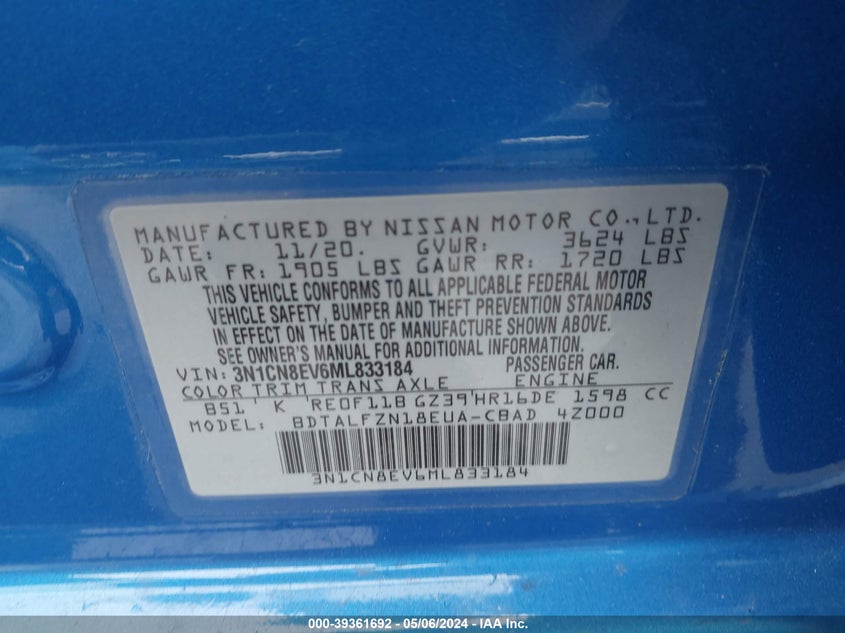 MANUFACTURED BY NISSAN MOTOR CO.,LTD.
DATE: 11/20. GVWR: 3624 LBS
GAWR FR: 1905 LBS GAWR RR: 1720 LBS
THIS VEHICLE CONFORMS TO ALL APPLICABLE FEDERAL MOTOR
VEHICLE SAFETY, BUMPER AND THEFT PREVENTION STANDARDS
IN EFFECT ON THE DATE OF MANUFACTURE SHOWN ABOVE.
SEE OWNER'S MANUAL FOR ADDITIONAL INFORMATION.
VIN: 3N1CN8EV6ML833184 PASSENGER CAR.
COLOR TRIM TRANS AXLE ENGINE
B51 K RE0F11B GZ39 HR16DE 1598 CC
MODEL: BDTALFZN18EUA-CBAD 4Z000
3N1CN8EV6ML833184
000-39361692 - 05/06/2024 - IAA Inc.